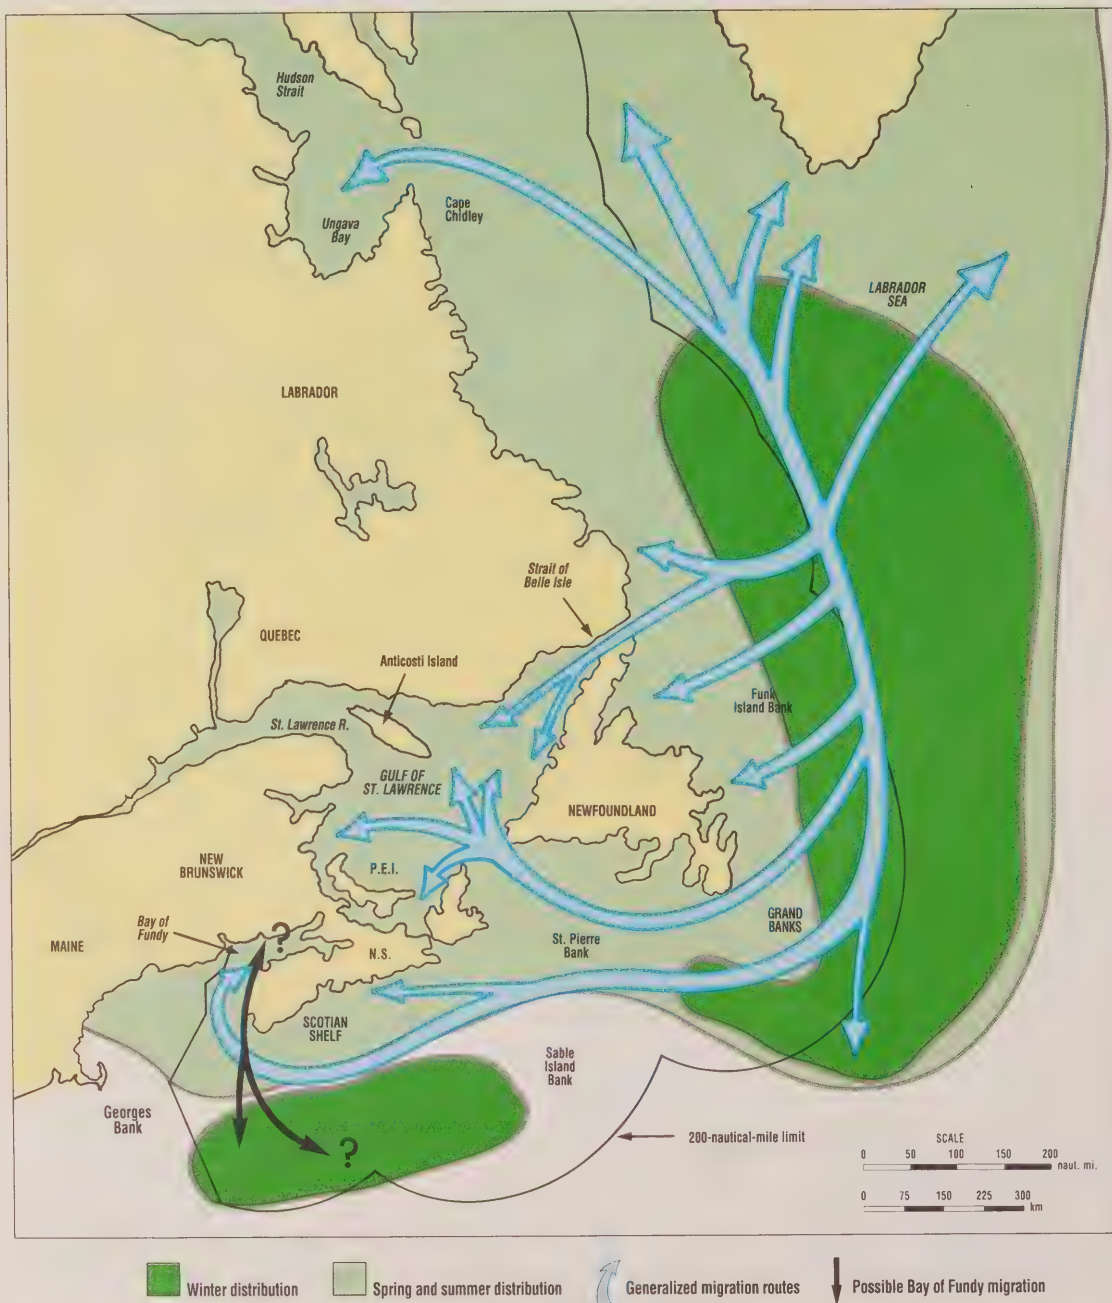 Hudson
Strait
Ungava
Bay
Cape
Chidley
LABRADOR
SEA
LABRADOR
Strait of
Belle Isle
QUEBEC
Anticosti Island
St. Lawrence R.
Funk
Island Bank
GULF OF
ST. LAWRENCE
NEWFOUNDLAND
NEW
BRUNSWICK
P.E.I.
Bay of
Fundy
?
MAINE
N.S.
GRAND
BANKS
St. Pierre
Bank
SCOTIAN
SHELF
Sable
Island
Bank
Georges
Bank
?
200-nautical-mile limit
SCALE
0 50 100 150 200
naut. mi.
0 75 150 225 300
km
Winter distribution
Spring and summer distribution
Generalized migration routes
Possible Bay of Fundy migration